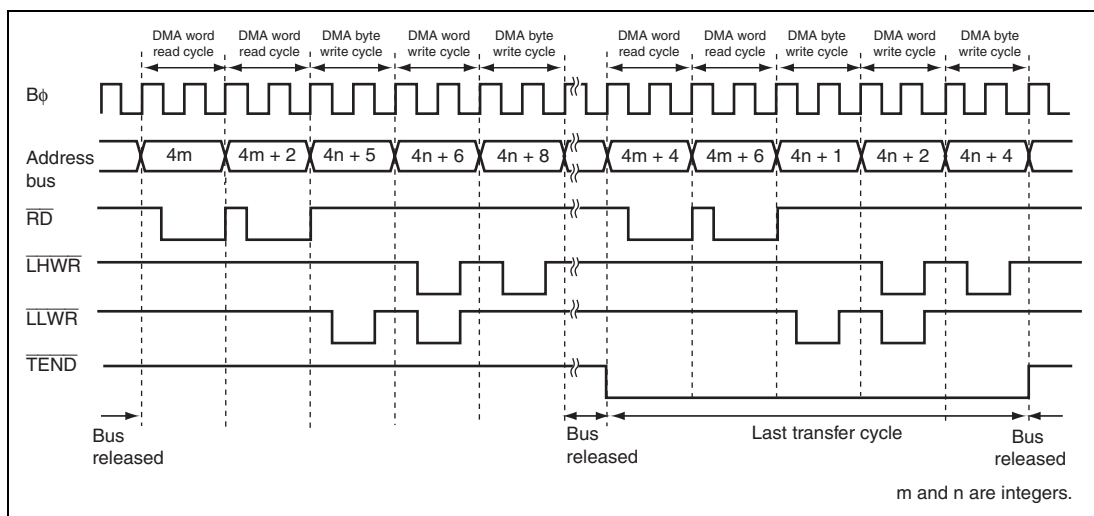 DMA word read cycle
DMA word read cycle
DMA byte write cycle
DMA word write cycle
DMA byte write cycle
DMA word read cycle
DMA word read cycle
DMA byte write cycle
DMA word write cycle
DMA byte write cycle
Bϕ
Address bus
4m
4m + 2
4n + 5
4n + 6
4n + 8
4m + 4
4m + 6
4n + 1
4n + 2
4n + 4
RD
LHWR
LLWR
TEND
Bus released
Bus released
Last transfer cycle
Bus released
m and n are integers.